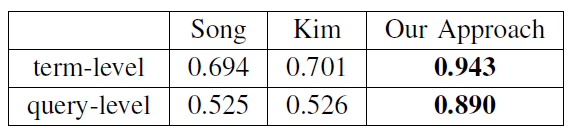 Song Kim Our Approach
term-level 0.694 0.701 0.943
query-level 0.525 0.526 0.890